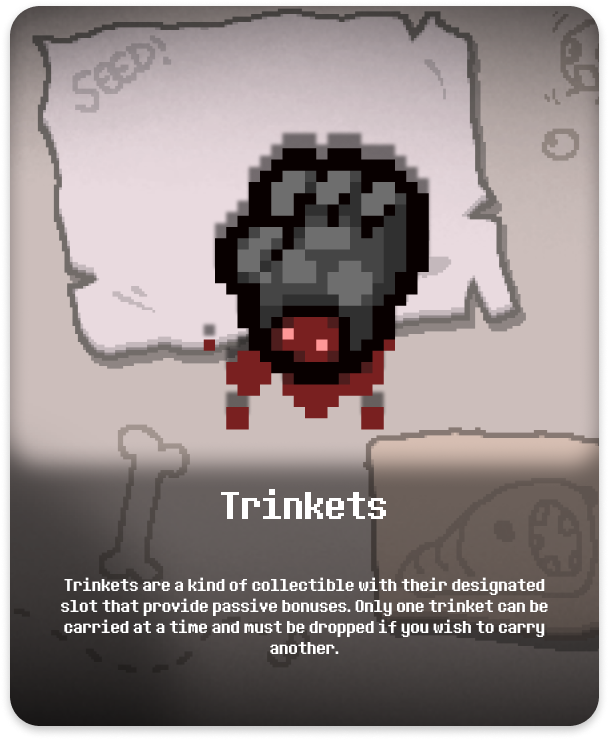 SEED!
Trinkets
Trinkets are a kind of collectible with their designated
slot that provide passive bonuses. Only one trinket can be
carried at a time and must be dropped if you wish to carry
another.